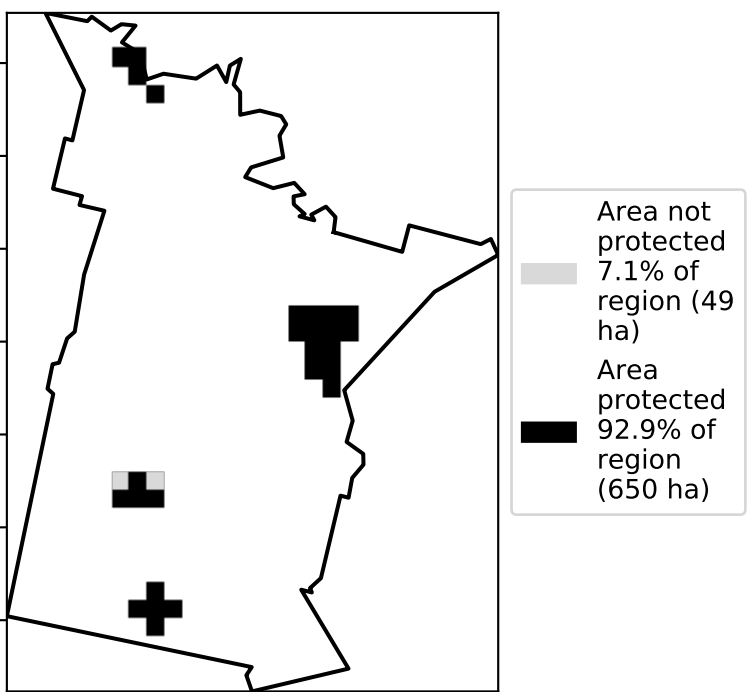 Area not
protected
7.1% of
region (49
ha)
Area
protected
92.9% of
region
(650 ha)